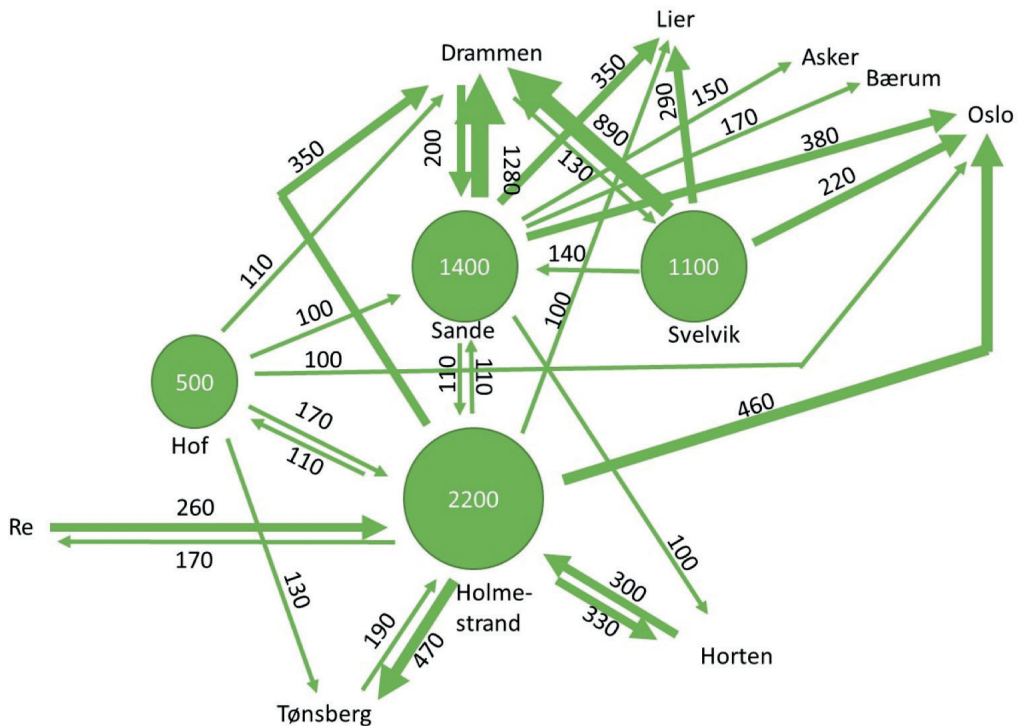 Lier
Drammen
Asker
Bærum
Oslo
350
150
170
380
290
890
350
200
1280
130
220
110
1400
140
1100
100
100
Sande
Svelvik
100
110
110
500
460
170
Hof
110
2200
260
Re
170
100
130
Holme-
strand
300
330
190
470
Horten
Tønsberg